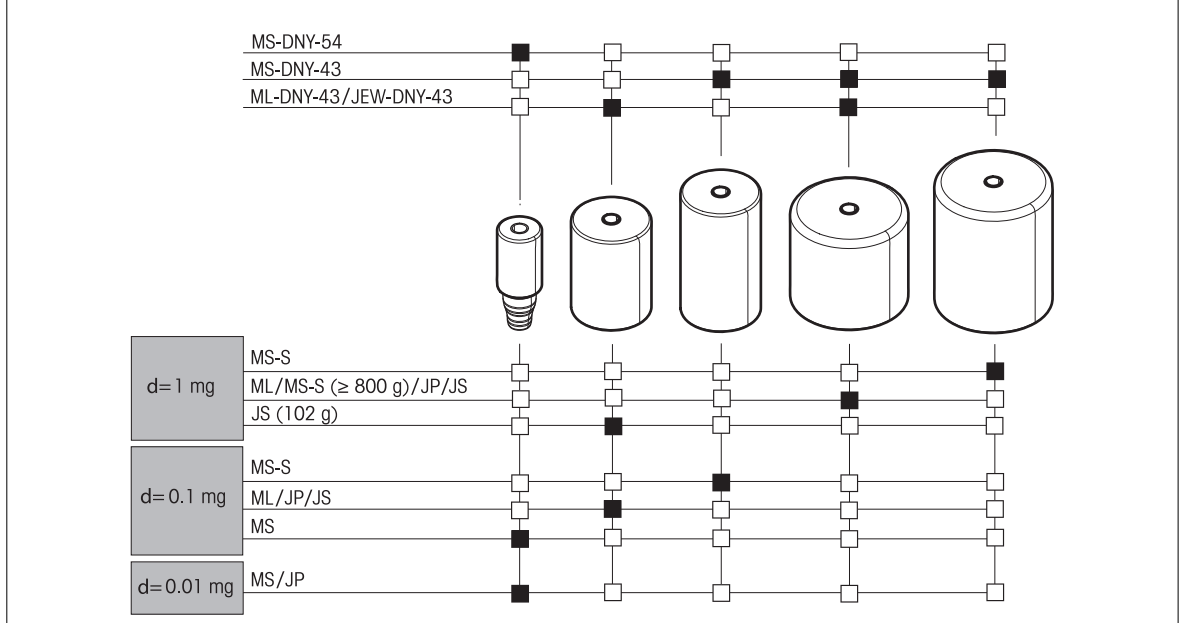 MS-DNY-54
MS-DNY-43
ML-DNY-43/JEW-DNY-43
d=1 mg
MS-S
ML/MS-S (≥ 800 g)/JP/JS
JS (102 g)
d=0.1 mg
MS-S
ML/JP/JS
MS
d=0.01 mg
MS/JP